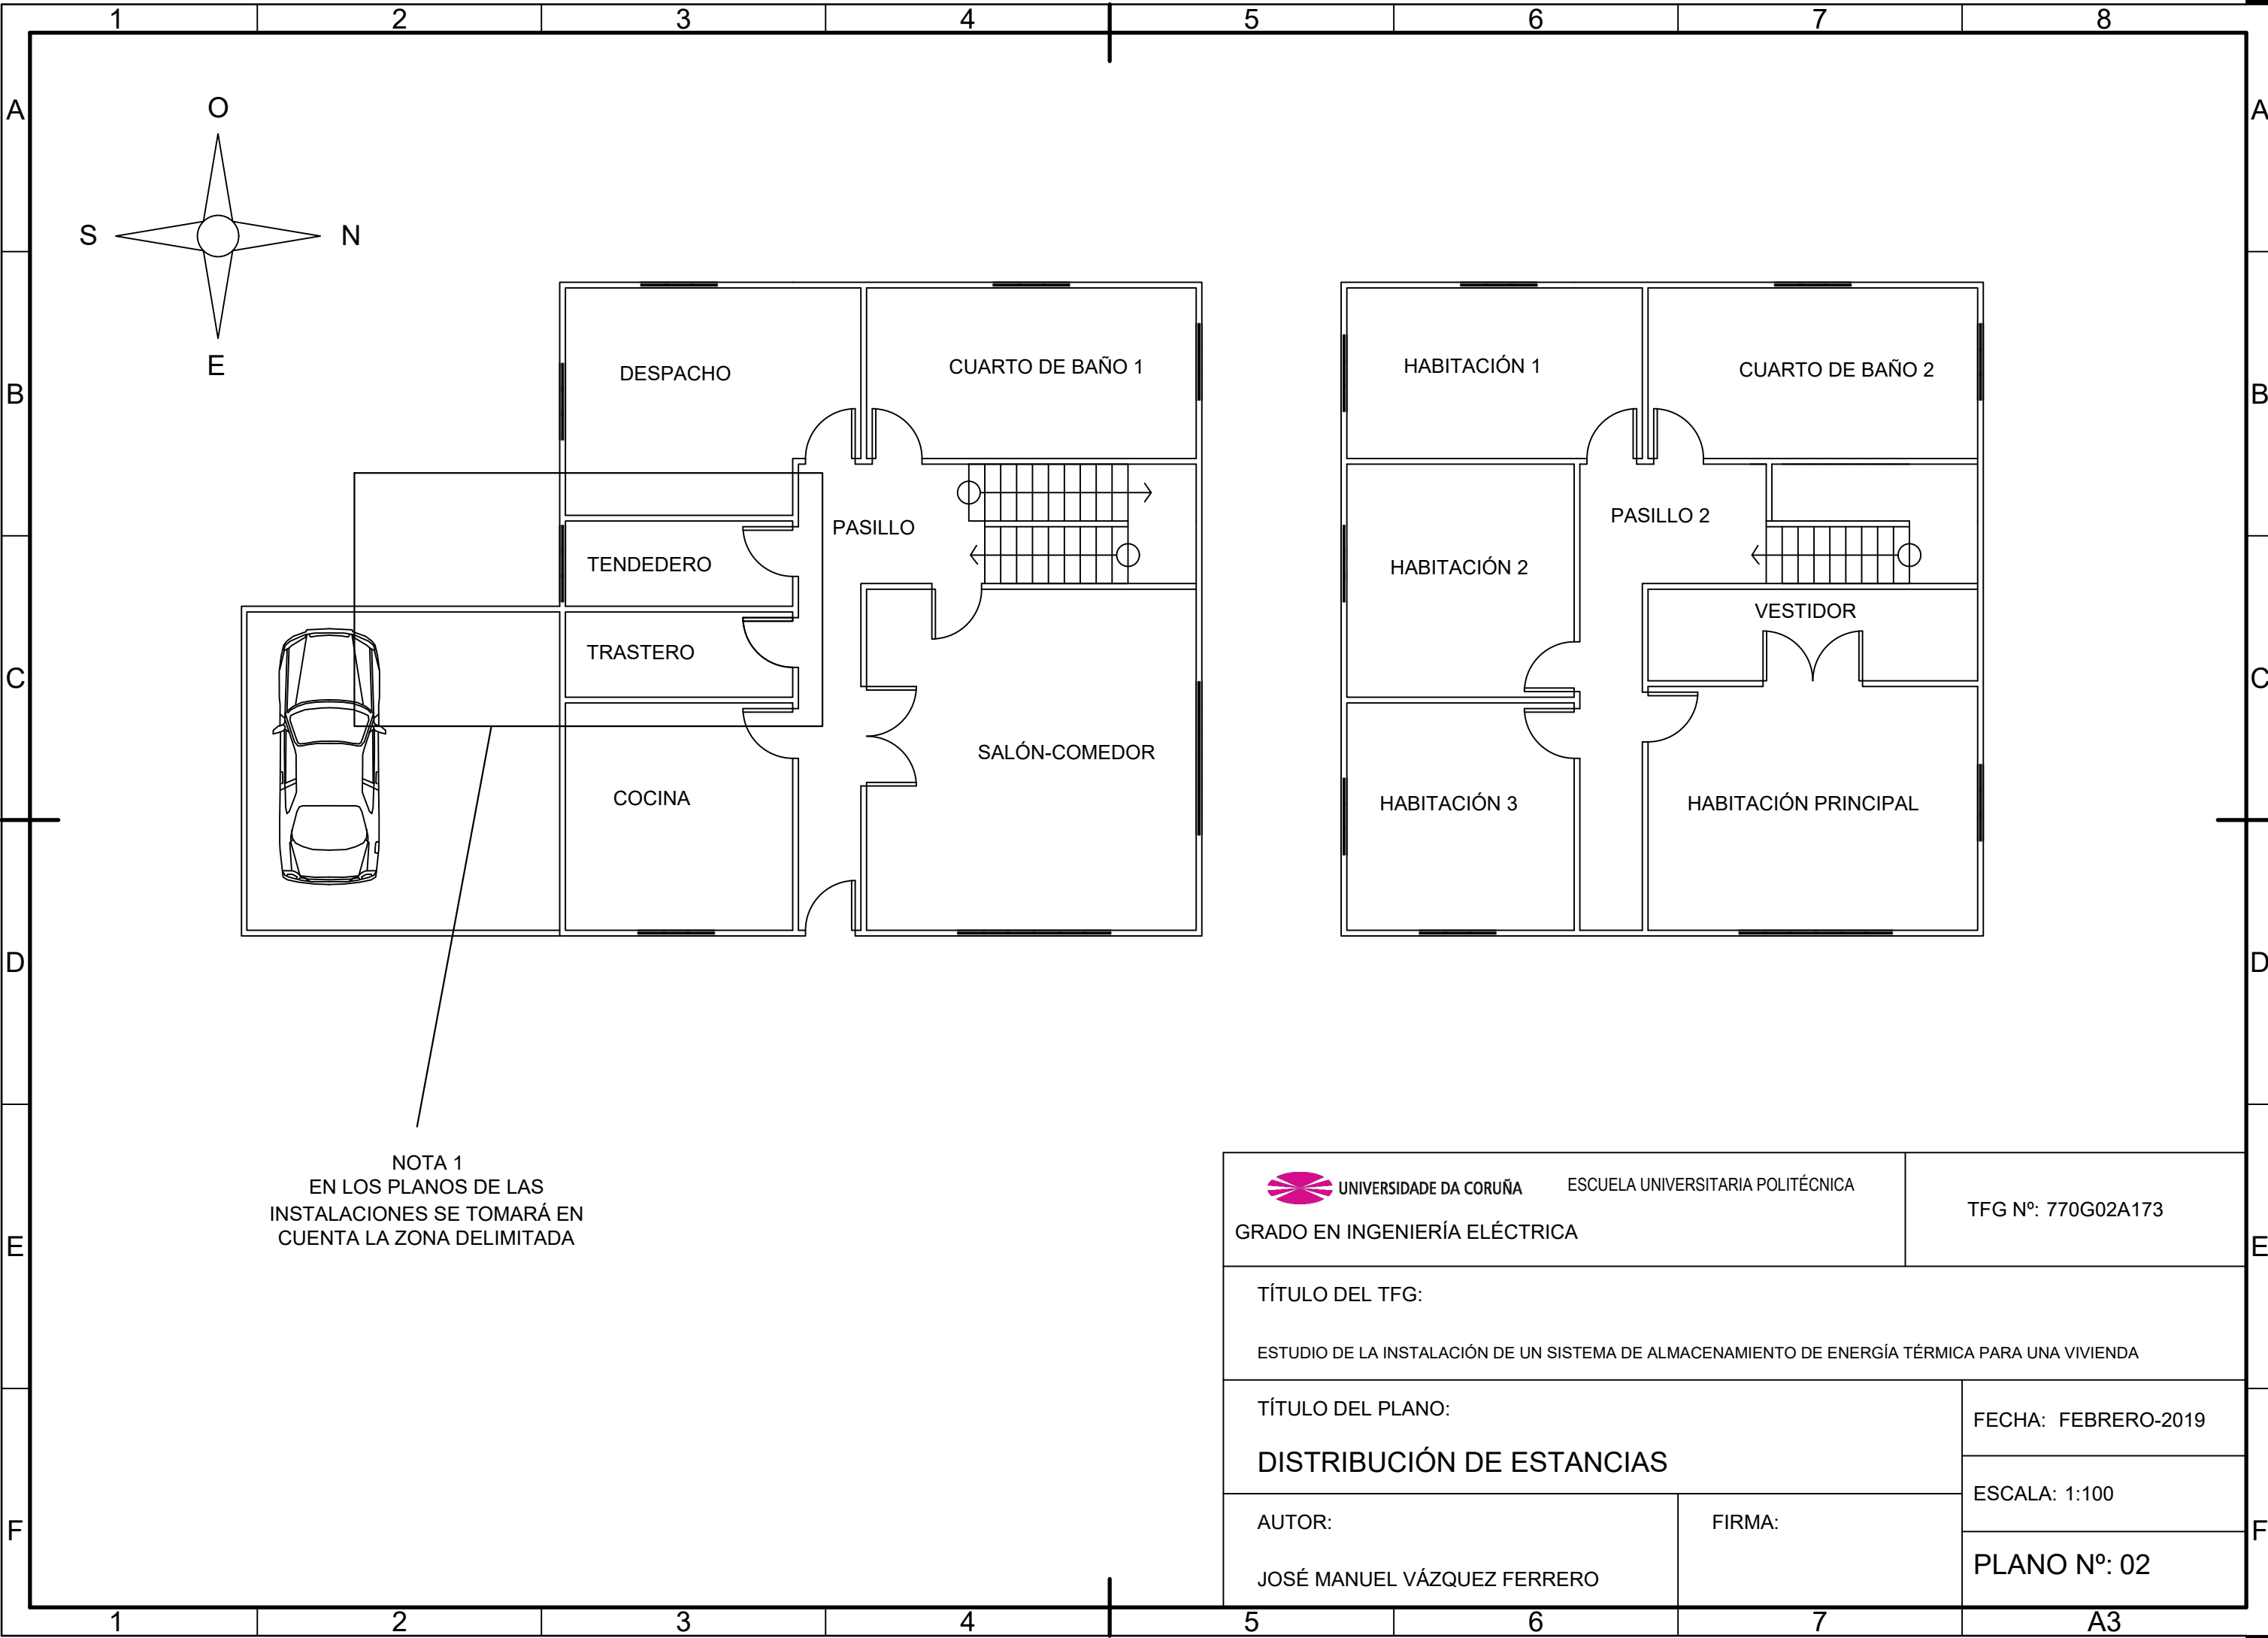 1 2 3 4 5 6 7 8
A A
O
S N
E
B B
DESPACHO
CUARTO DE BAÑO 1
HABITACIÓN 1
CUARTO DE BAÑO 2
PASILLO
PASILLO 2
TENDEDERO
HABITACIÓN 2
VESTIDOR
TRASTERO
C C
SALÓN-COMEDOR
COCINA
HABITACIÓN 3
HABITACIÓN PRINCIPAL
D D
NOTA 1
EN LOS PLANOS DE LAS
INSTALACIONES SE TOMARÁ EN
CUENTA LA ZONA DELIMITADA
E E
UNIVERSIDADE DA CORUÑA ESCUELA UNIVERSITARIA POLITÉCNICA
GRADO EN INGENIERÍA ELÉCTRICA
TFG Nº: 770G02A173
TÍTULO DEL TFG:
ESTUDIO DE LA INSTALACIÓN DE UN SISTEMA DE ALMACENAMIENTO DE ENERGÍA TÉRMICA PARA UNA VIVIENDA
TÍTULO DEL PLANO:
DISTRIBUCIÓN DE ESTANCIAS
FECHA: FEBRERO-2019
ESCALA: 1:100
F F
AUTOR:
JOSÉ MANUEL VÁZQUEZ FERRERO
FIRMA:
PLANO Nº: 02
1 2 3 4 5 6 7 A3